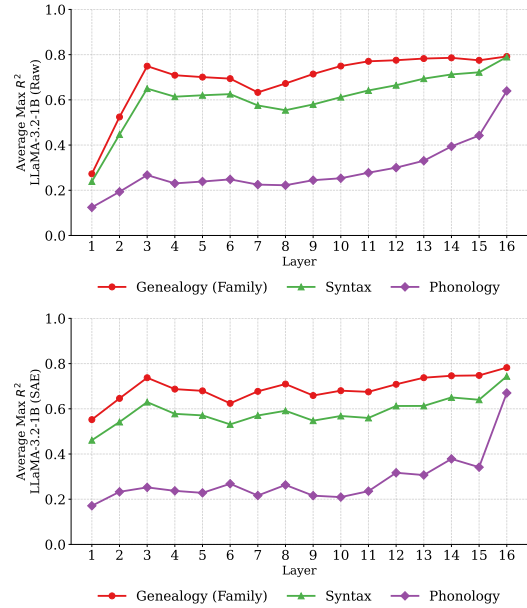 1.0
0.8
0.6
0.4
0.2
0.0
Average Max R²
LLaMA-3.2-1B (Raw)
1 2 3 4 5 6 7 8 9 10 11 12 13 14 15 16
Layer
Genealogy (Family) Syntax Phonology
1.0
0.8
0.6
0.4
0.2
0.0
Average Max R²
LLaMA-3.2-1B (SAE)
1 2 3 4 5 6 7 8 9 10 11 12 13 14 15 16
Layer
Genealogy (Family) Syntax Phonology